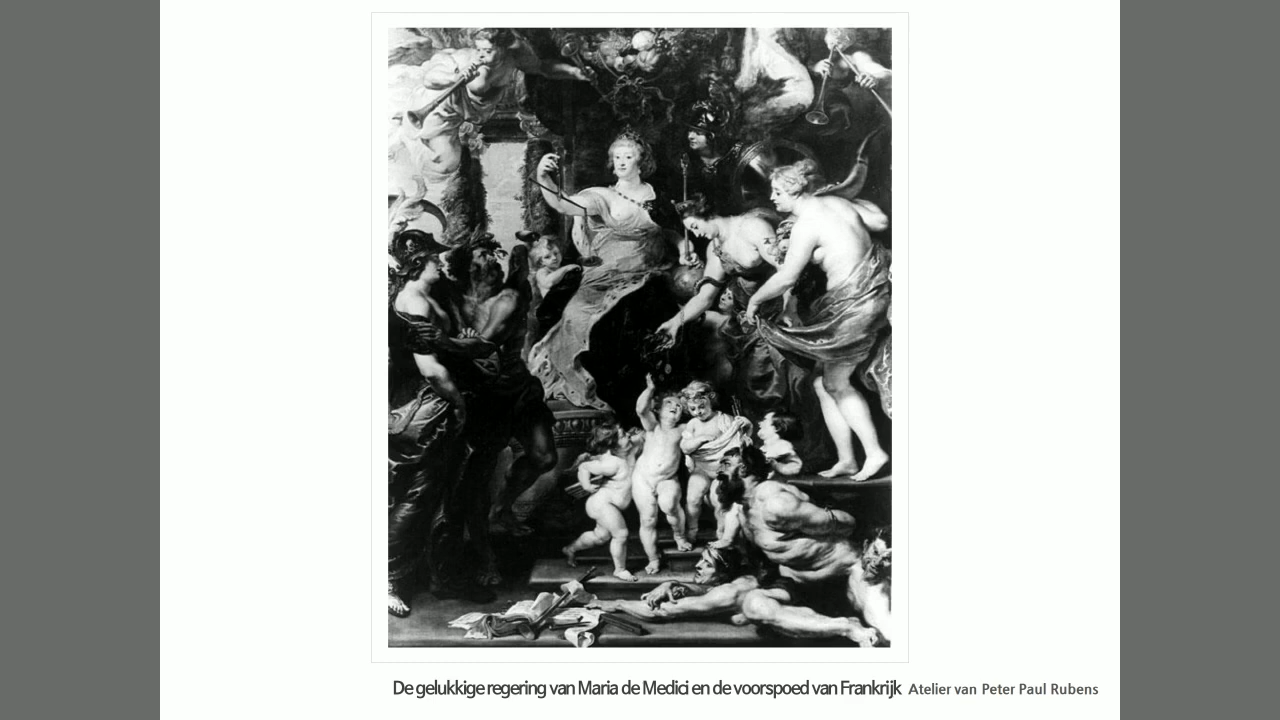 De gelukkige regering van Maria de Medici en de voorspoed van Frankrijk Atelier van Peter Paul Rubens